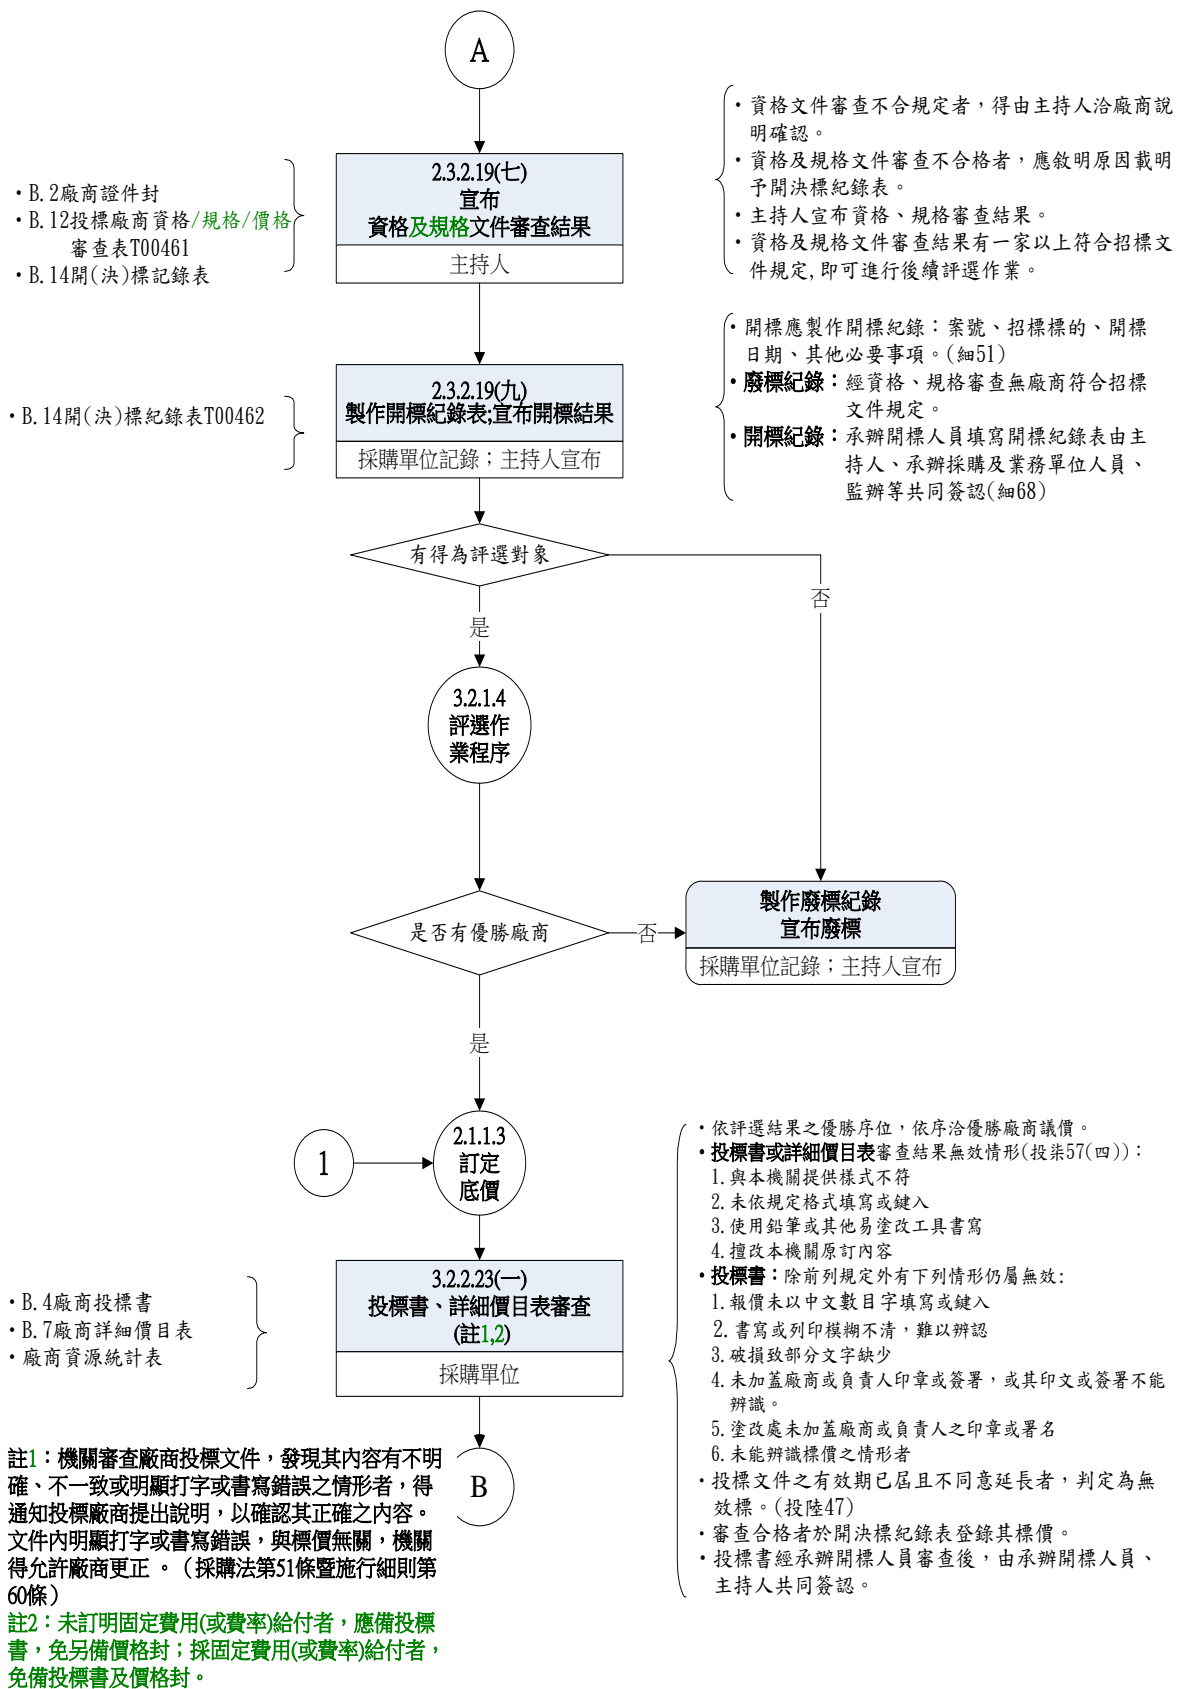 A
2.3.2.19(七)
宣布
資格及規格文件審查結果
主持人
・B.2廠商證件封
・B.12投標廠商資格/規格/價格
審查表T00461
・B.14開(決)標記錄表
・資格文件審查不合規定者，得由主持人洽廠商說
明確認。
・資格及規格文件審查不合格者，應敘明原因載明
予開決標紀錄表。
・主持人宣布資格、規格審查結果。
・資格及規格文件審查結果有一家以上符合招標文
件規定,即可進行後續評選作業。
2.3.2.19(九)
製作開標紀錄表;宣布開標結果
採購單位記錄；主持人宣布
・B.14開(決)標紀錄表T00462
・開標應製作開標紀錄：案號、招標標的、開標
日期、其他必要事項。(細51)
・廢標紀錄：經資格、規格審查無廠商符合招標
文件規定。
・開標紀錄：承辦開標人員填寫開標紀錄表由主
持人、承辦採購及業務單位人員、
監辦等共同簽認(細68)
有得為評選對象
否
是
3.2.1.4
評選作
業程序
是否有優勝廠商
否
製作廢標紀錄
宣布廢標
採購單位記錄；主持人宣布
是
1
2.1.1.3
訂定
底價
3.2.2.23(一)
投標書、詳細價目表審查
(註1,2)
採購單位
・B.4廠商投標書
・B.7廠商詳細價目表
・廠商資源統計表
・依評選結果之優勝序位，依序洽優勝廠商議價。
・投標書或詳細價目表審查結果無效情形(投柒57(四))：
1.與本機關提供樣式不符
2.未依規定格式填寫或鍵入
3.使用鉛筆或其他易塗改工具書寫
4.擅改本機關原訂內容
・投標書：除前列規定外有下列情形仍屬無效:
1.報價未以中文數目字填寫或鍵入
2.書寫或列印模糊不清，難以辨認
3.破損致部分文字缺少
4.未加蓋廠商或負責人印章或簽署，或其印文或簽署不能
辨識。
5.塗改處未加蓋廠商或負責人之印章或署名
6.未能辨識標價之情形者
・投標文件之有效期已屆且不同意延長者，判定為無
效標。(投陸47)
・審查合格者於開決標紀錄表登錄其標價。
・投標書經承辦開標人員審查後，由承辦開標人員、
主持人共同簽認。
B
註1：機關審查廠商投標文件，發現其內容有不明
確、不一致或明顯打字或書寫錯誤之情形者，得
通知投標廠商提出說明，以確認其正確之內容。
文件內明顯打字或書寫錯誤，與標價無關，機關
得允許廠商更正 。（採購法第51條暨施行細則第
60條）
註2：未訂明固定費用(或費率)給付者，應備投標
書，免另備價格封；採固定費用(或費率)給付者，
免備投標書及價格封。